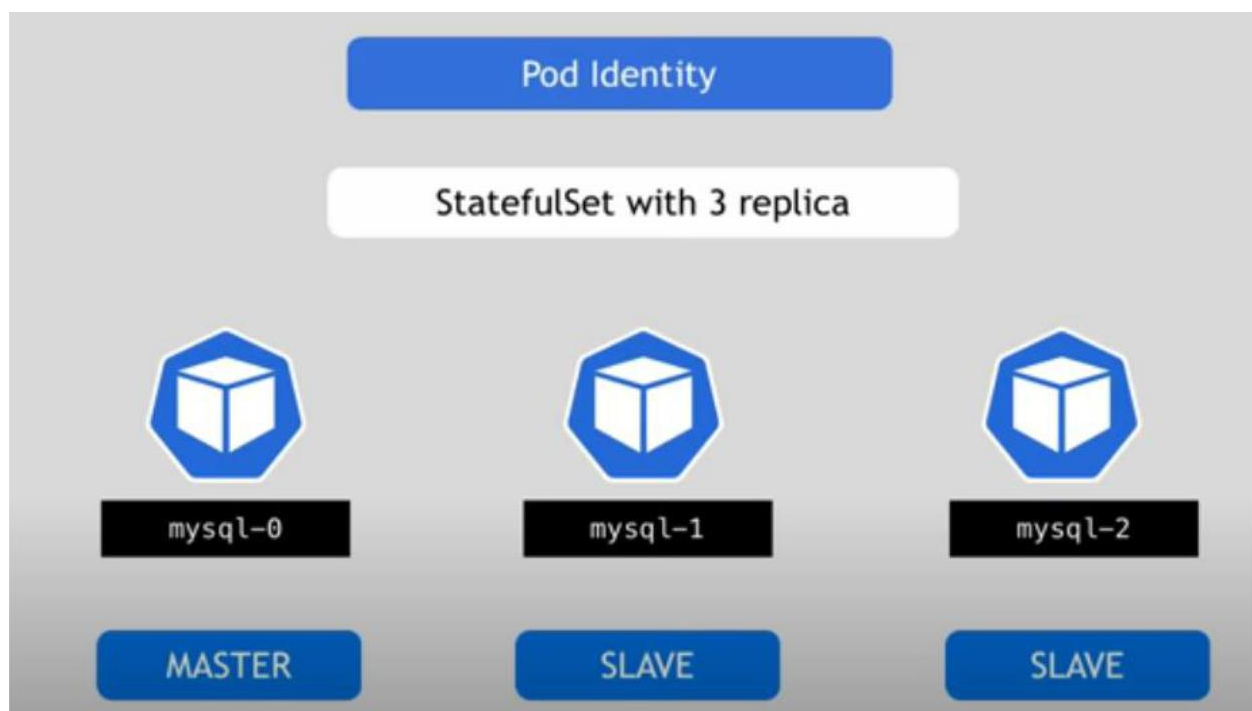 Pod Identity
StatefulSet with 3 replica
mysql-0
mysql-1
mysql-2
MASTER
SLAVE
SLAVE